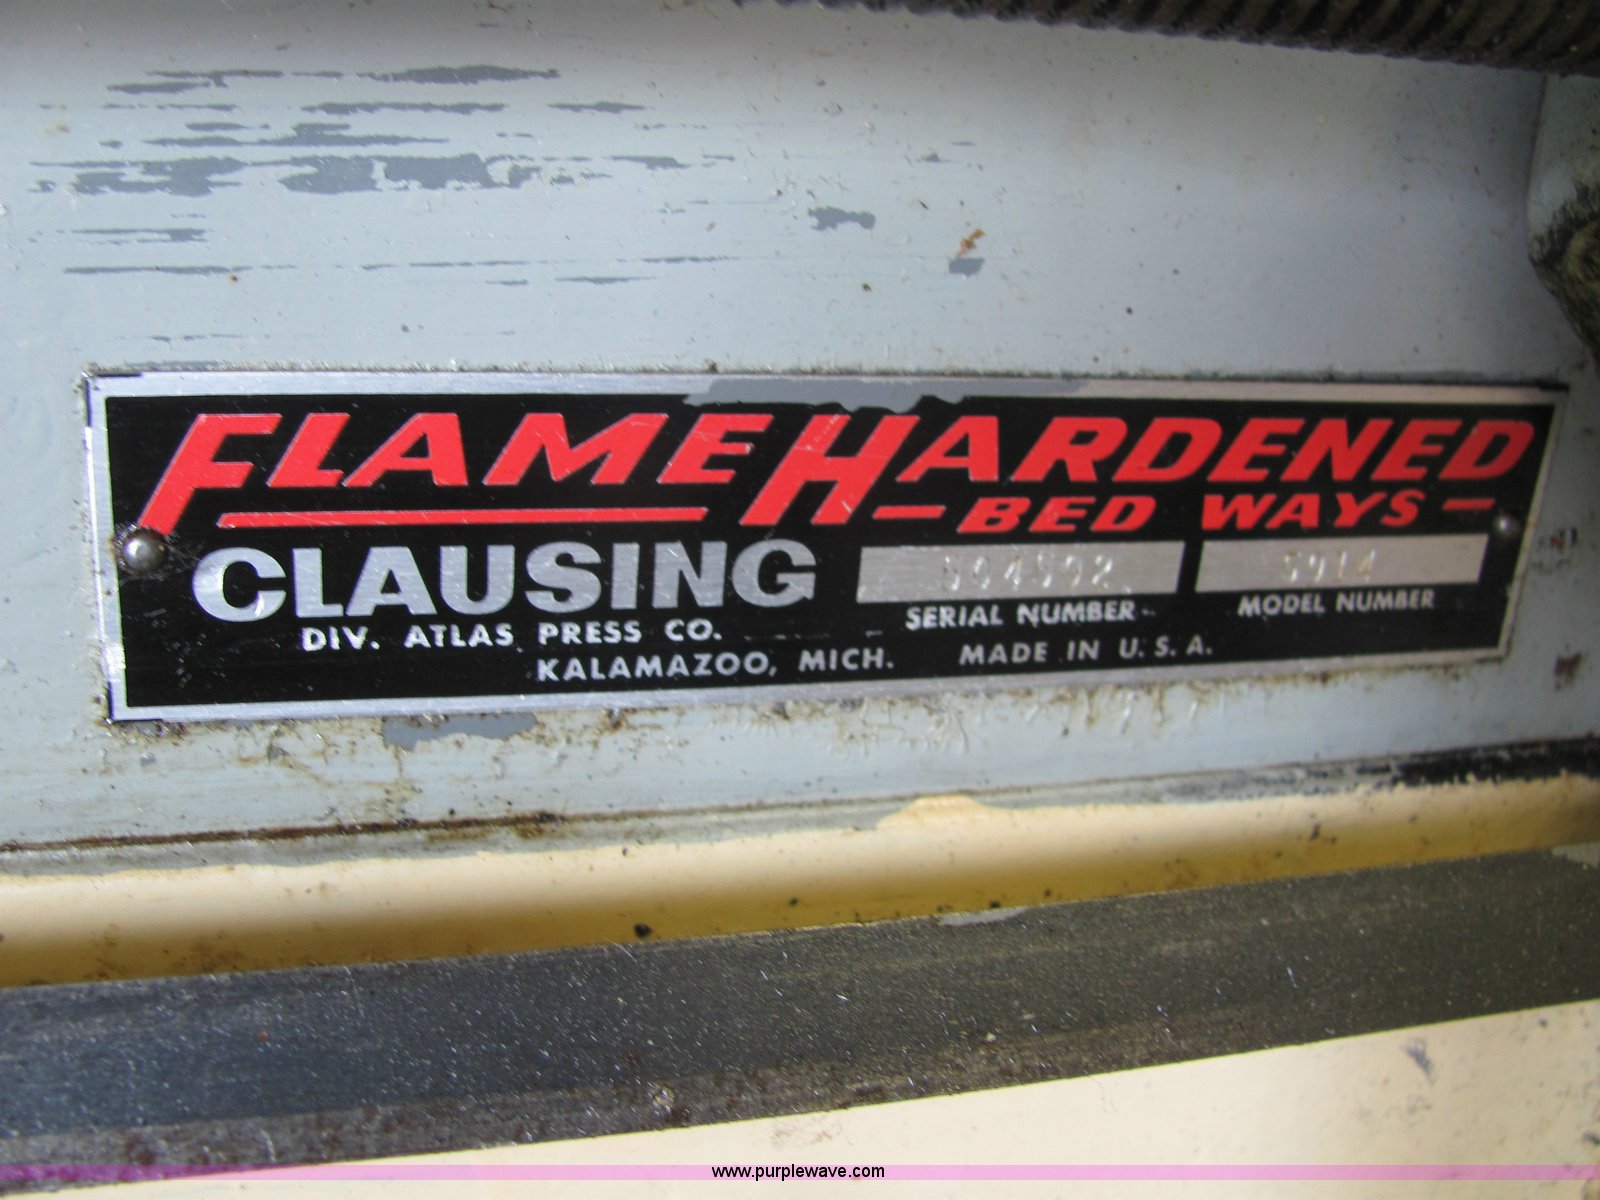 FLAME HARDENED
BED WAYS
CLAUSING
5914
SERIAL NUMBER
MODEL NUMBER
DIV. ATLAS PRESS CO.
KALAMAZOO, MICH. MADE IN U.S.A.
www.purplewave.com